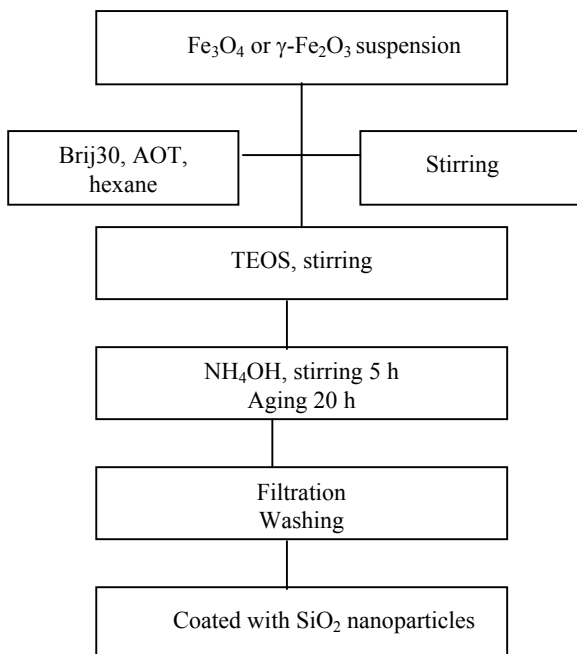 Fe₃O₄ or γ-Fe₂O₃ suspension
Brij30, AOT,
hexane
Stirring
TEOS, stirring
NH₄OH, stirring 5 h
Aging 20 h
Filtration
Washing
Coated with SiO₂ nanoparticles